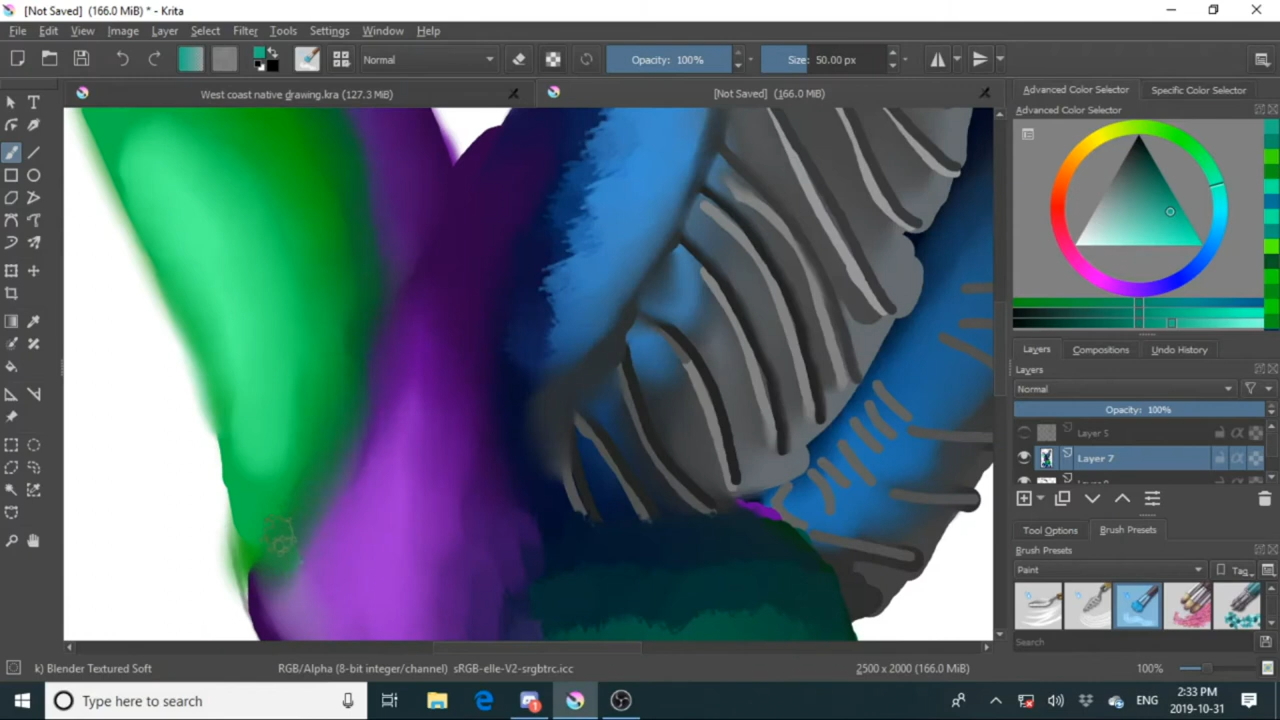 [Not Saved] (166.0 MiB) * - Krita
File Edit View Image Layer Select Filter Settings Window Help
Normal Opacity: 100% Size: 50.00 px
West coast native drawing.kra (127.3 MiB) [Not Saved] (166.0 MiB)
Advanced Color Selector Specific Color Selector
Advanced Color Selector
Layers Compositions Undo History
Layers
Normal
Opacity: 100%
Layer 5
Layer 7
Tool Options Brush Presets
Brush Presets
Paint Tag
Search
k) Blender Textured Soft RGB/Alpha (8-bit integer/channel) sRGB-elle-V2-srgbtrc.icc 2500 x 2000 (166.0 MiB) 100%
Type here to search ENG 2:33 PM
2019-10-31